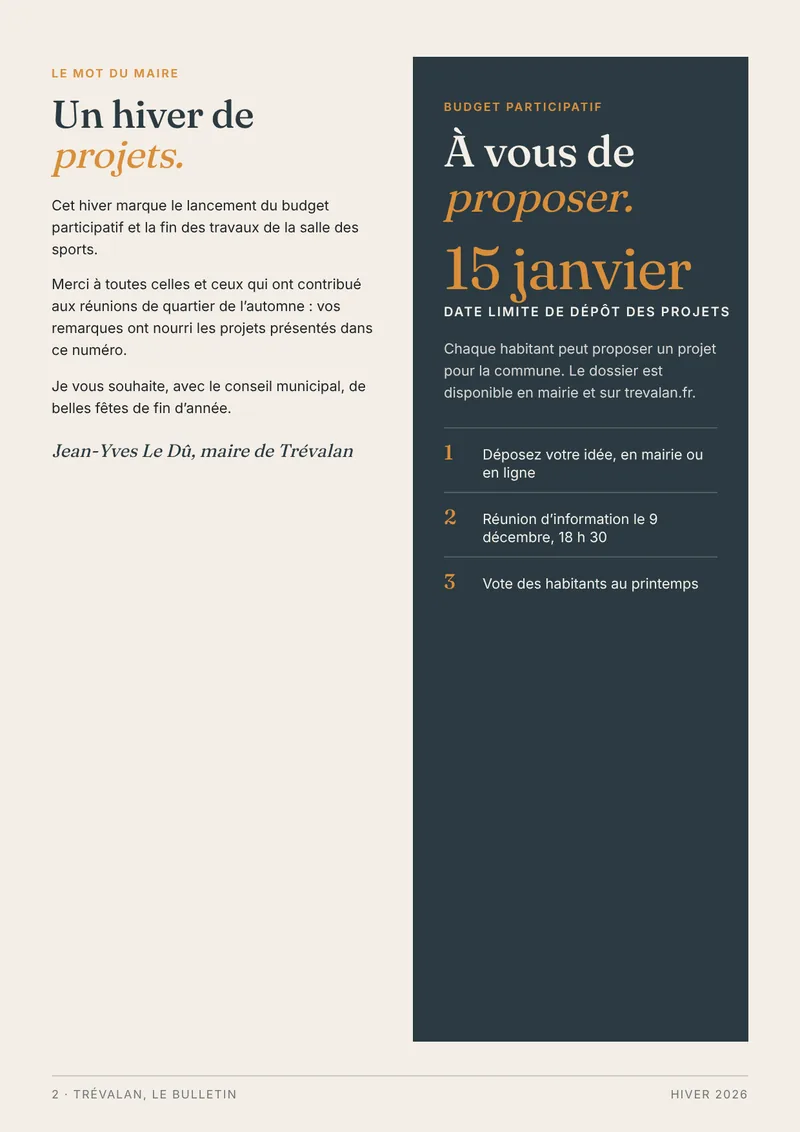 LE MOT DU MAIRE
Un hiver de
projets.
Cet hiver marque le lancement du budget
participatif et la fin des travaux de la salle des
sports.
Merci à toutes celles et ceux qui ont contribué
aux réunions de quartier de l’automne : vos
remarques ont nourri les projets présentés dans
ce numéro.
Je vous souhaite, avec le conseil municipal, de
belles fêtes de fin d’année.
Jean-Yves Le Dû, maire de Trévalan
BUDGET PARTICIPATIF
À vous de
proposer.
15 janvier
DATE LIMITE DE DÉPÔT DES PROJETS
Chaque habitant peut proposer un projet
pour la commune. Le dossier est
disponible en mairie et sur trevalan.fr.
1 Déposez votre idée, en mairie ou
en ligne
2 Réunion d’information le 9
décembre, 18 h 30
3 Vote des habitants au printemps
2 · TRÉVALAN, LE BULLETIN
HIVER 2026